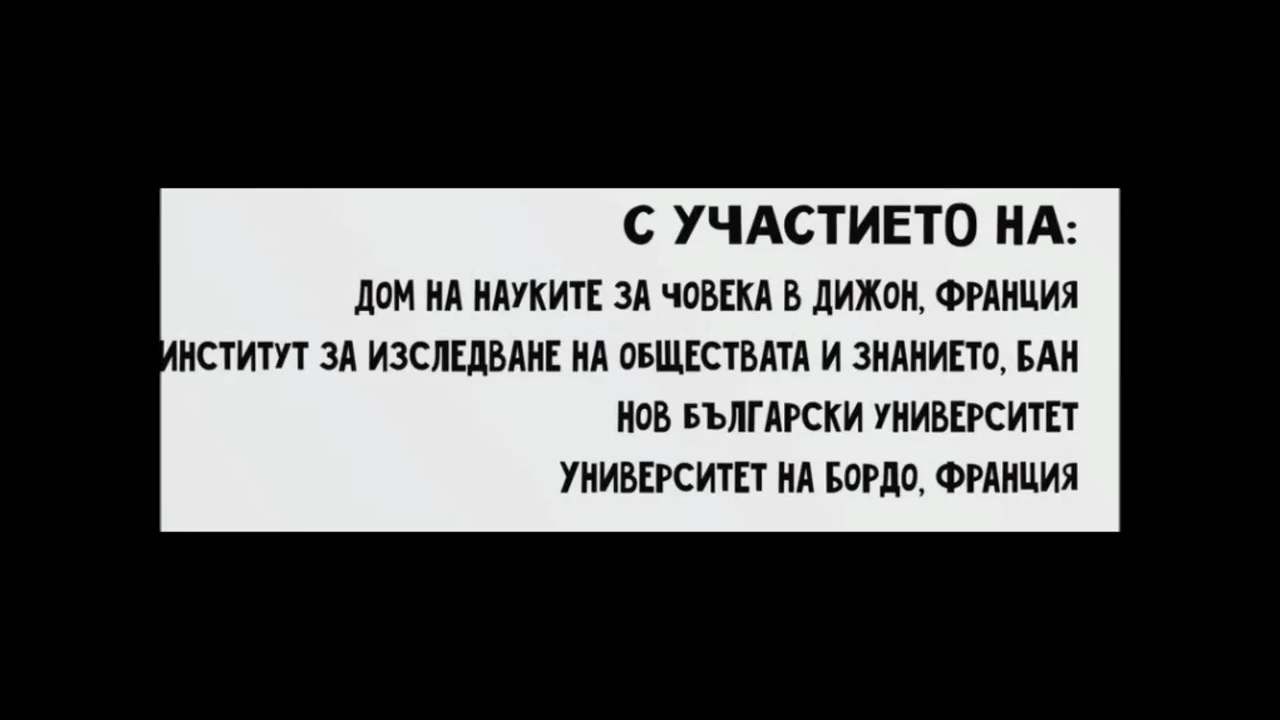 С УЧАСТИЕТО НА:
ДОМ НА НАУКИТЕ ЗА ЧОВЕКА В ДИЖОН, ФРАНЦИЯ
ИНСТИТУТ ЗА ИЗСЛЕДВАНЕ НА ОБЩЕСТВАТА И ЗНАНИЕТО, БАН
НОВ БЪЛГАРСКИ УНИВЕРСИТЕТ
УНИВЕРСИТЕТ НА БОРДО, ФРАНЦИЯ